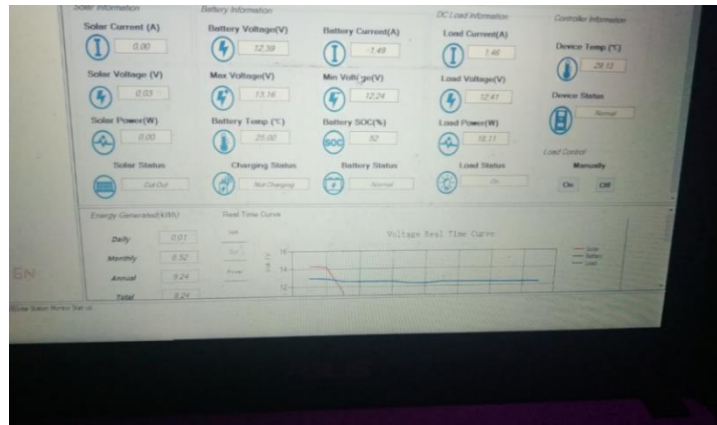 Solar Information Battery Information DC Load Information Controller Information
Solar Current (A) Battery Voltage(V) Battery Current(A) Load Current(A) Device Temp (°C)
0.00 12.39 -1.49 1.46 29.13
Solar Voltage (V) Max Voltage(V) Min Voltage(V) Load Voltage(V) Device Status
0.03 13.16 12.24 12.41 Normal
Solar Power(W) Battery Temp (°C) Battery SOC(%) Load Power(W) Load Control
0.00 25.00 SOC 52 18.11
Solar Status Charging Status Battery Status Load Status Manually
Cut Out Not Charging Normal On On Off
Energy Generated(kWh) Real Time Curve
Daily 0.01 Voltage Real Time Curve
Monthly 8.52 16 Solar
Annual 9.24 Power 14 Battery
Total 9.24 12 Load